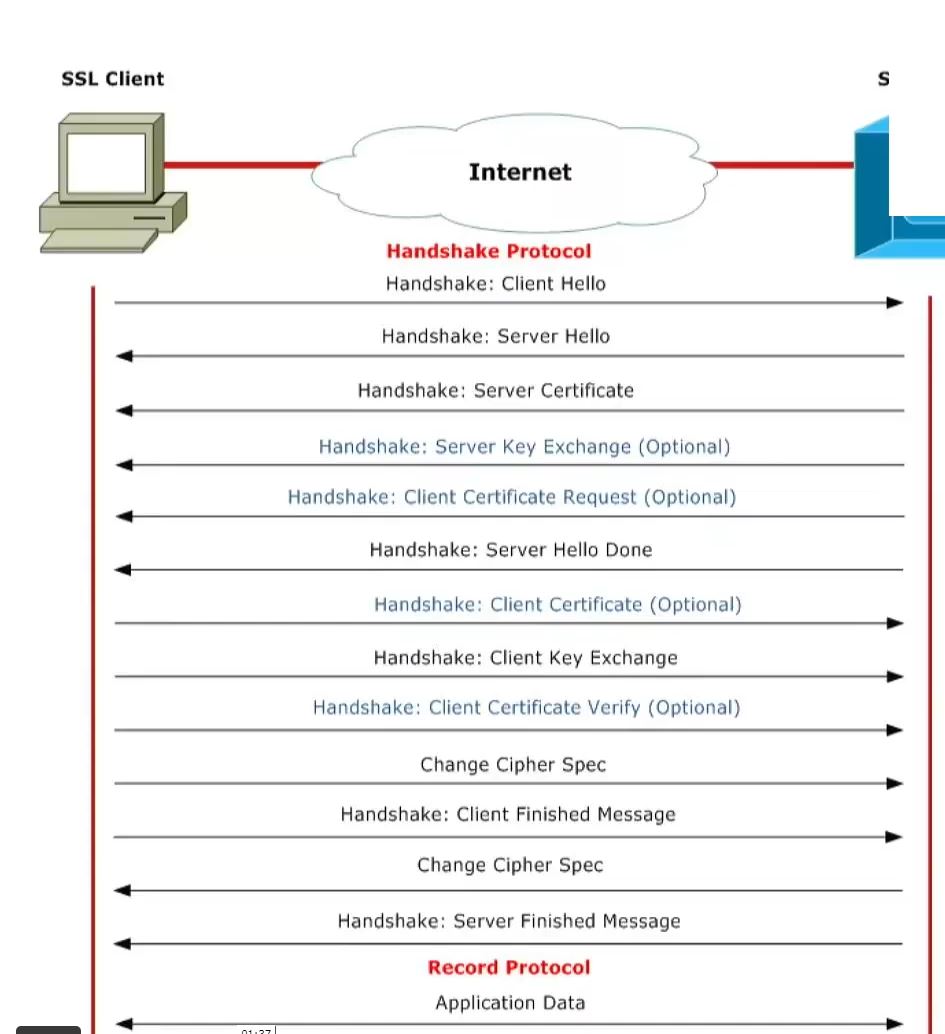 SSL Client
S
Internet
Handshake Protocol
Handshake: Client Hello
Handshake: Server Hello
Handshake: Server Certificate
Handshake: Server Key Exchange (Optional)
Handshake: Client Certificate Request (Optional)
Handshake: Server Hello Done
Handshake: Client Certificate (Optional)
Handshake: Client Key Exchange
Handshake: Client Certificate Verify (Optional)
Change Cipher Spec
Handshake: Client Finished Message
Change Cipher Spec
Handshake: Server Finished Message
Record Protocol
Application Data